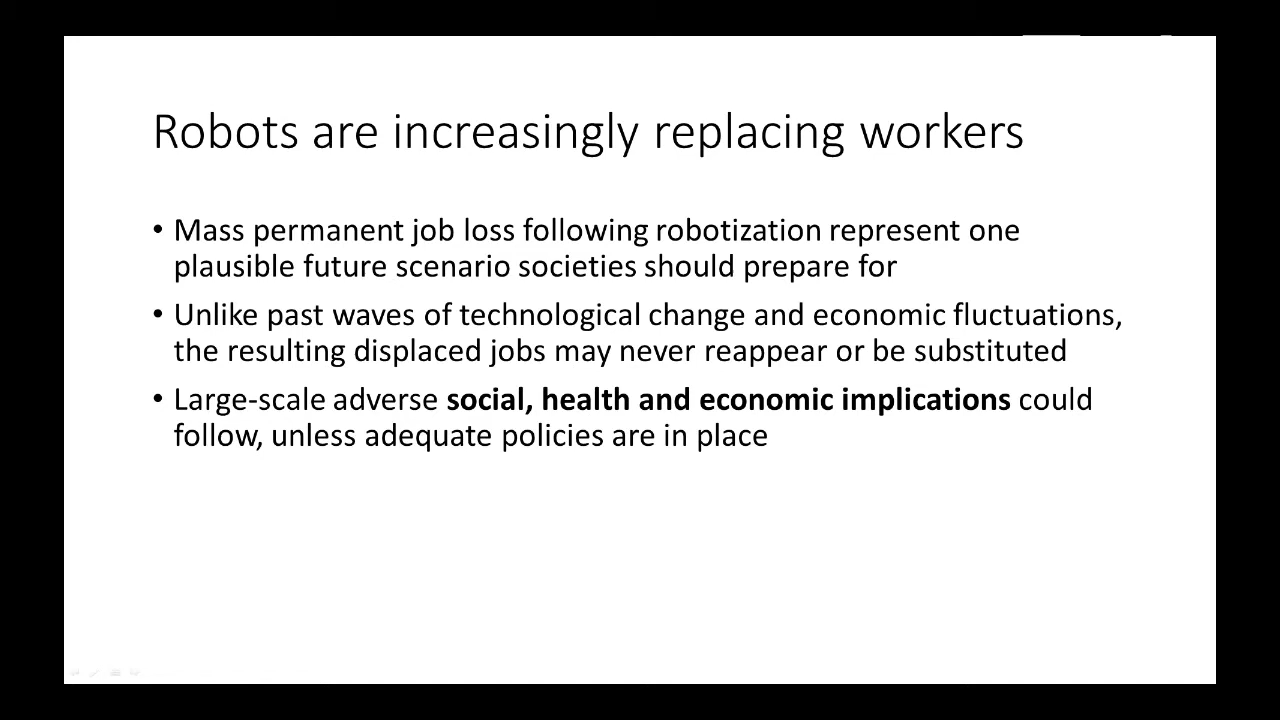 Robots are increasingly replacing workers
• Mass permanent job loss following robotization represent one
plausible future scenario societies should prepare for
• Unlike past waves of technological change and economic fluctuations,
the resulting displaced jobs may never reappear or be substituted
• Large-scale adverse social, health and economic implications could
follow, unless adequate policies are in place